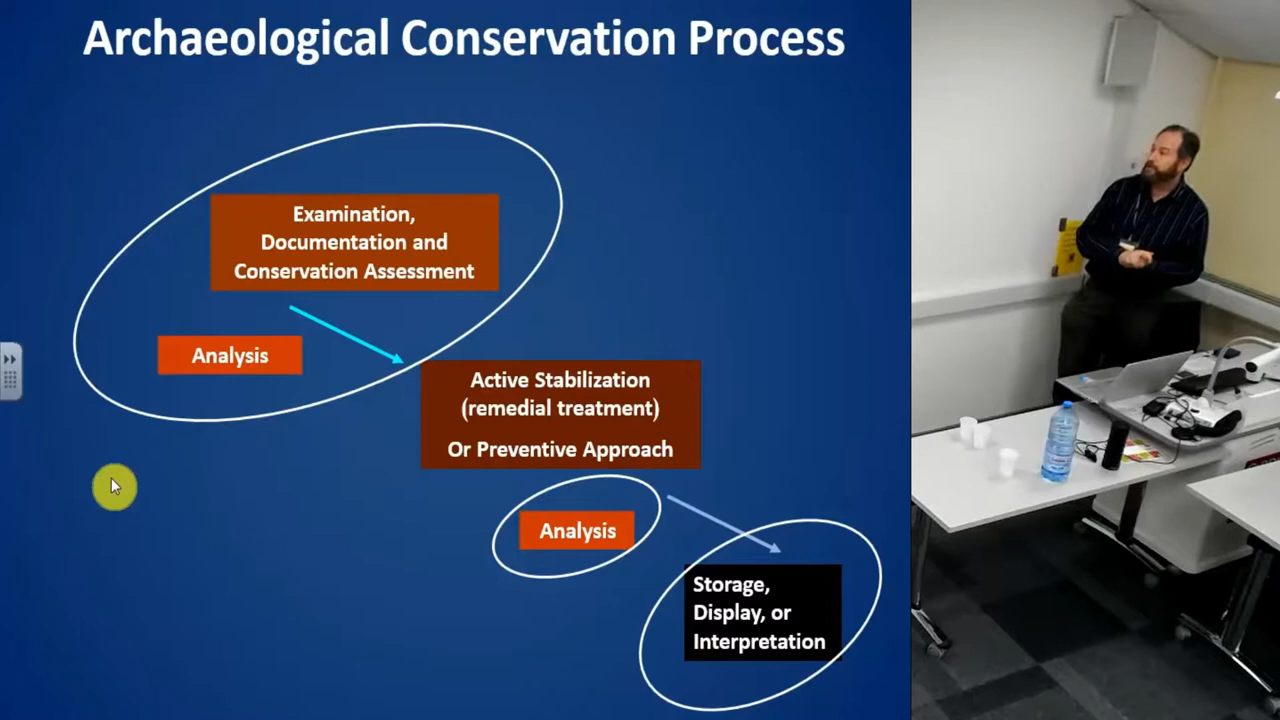 Archaeological Conservation Process
Examination,
Documentation and
Conservation Assessment
Analysis
Active Stabilization
(remedial treatment)
Or Preventive Approach
Analysis
Storage,
Display, or
Interpretation